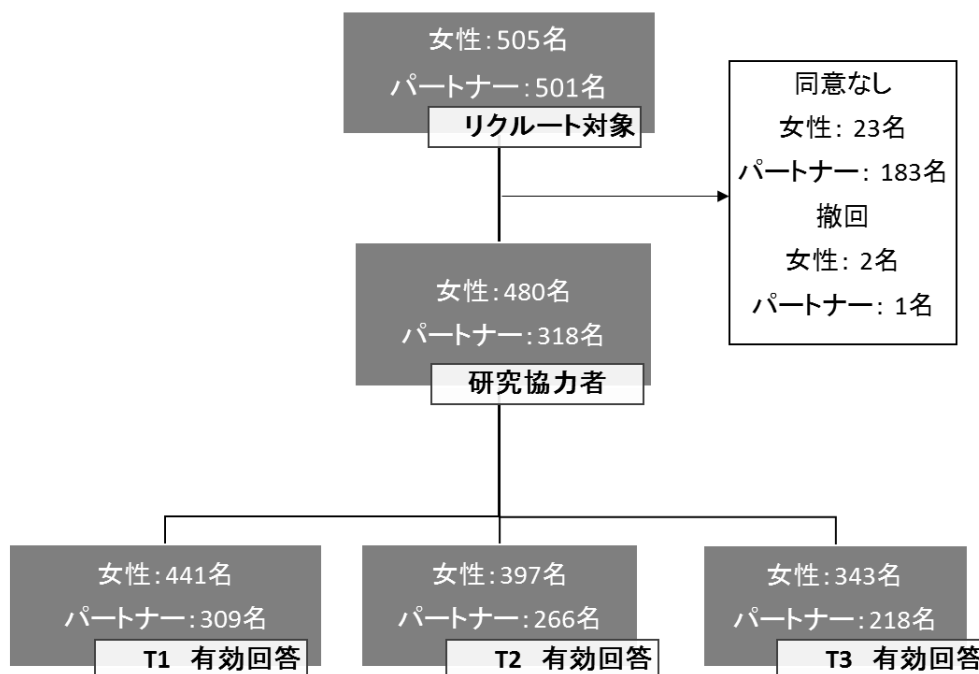 女性:505名
パートナー:501名
リクルート対象
同意なし
女性: 23名
パートナー: 183名
撤回
女性: 2名
パートナー: 1名
女性:480名
パートナー:318名
研究協力者
女性:441名
パートナー:309名
T1 有効回答
女性:397名
パートナー:266名
T2 有効回答
女性:343名
パートナー:218名
T3 有効回答